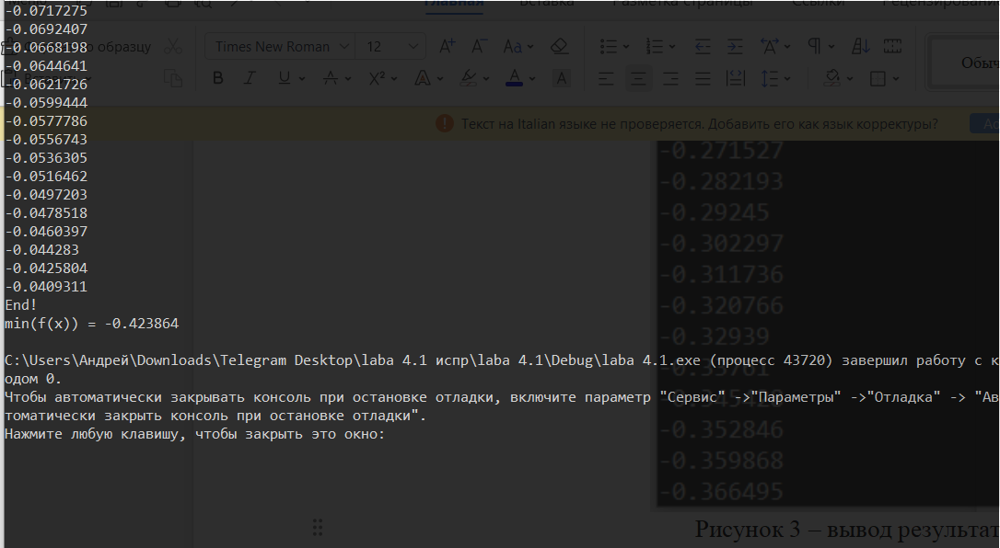 -0.0717275
-0.0692407
-0.0668198
-0.0644641
-0.0621726
-0.0599444
-0.0577786
-0.0556743
-0.0536305
-0.0516462
-0.0497203
-0.0478518
-0.0460397
-0.044283
-0.0425804
-0.0409311
End!
min(f(x)) = -0.423864
C:\Users\Андрей\Downloads\Telegram Desktop\laba 4.1 испр\laba 4.1\Debug\laba 4.1.exe (процесс 43720) завершил работу с к
одом 0.
Чтобы автоматически закрывать консоль при остановке отладки, включите параметр "Сервис" ->"Параметры" ->"Отладка" -> "Ав
томатически закрыть консоль при остановке отладки".
Нажмите любую клавишу, чтобы закрыть это окно:
Главная Вставка Разметка страницы Ссылки Рецензирование
образцу
Times New Roman 12
Обыч
Текст на Italian языке не проверяется. Добавить его как язык корректуры?
-0.271527
-0.282193
-0.29245
-0.302297
-0.311736
-0.320766
-0.32939
-0.352846
-0.359868
-0.366495
Рисунок 3 – вывод результат